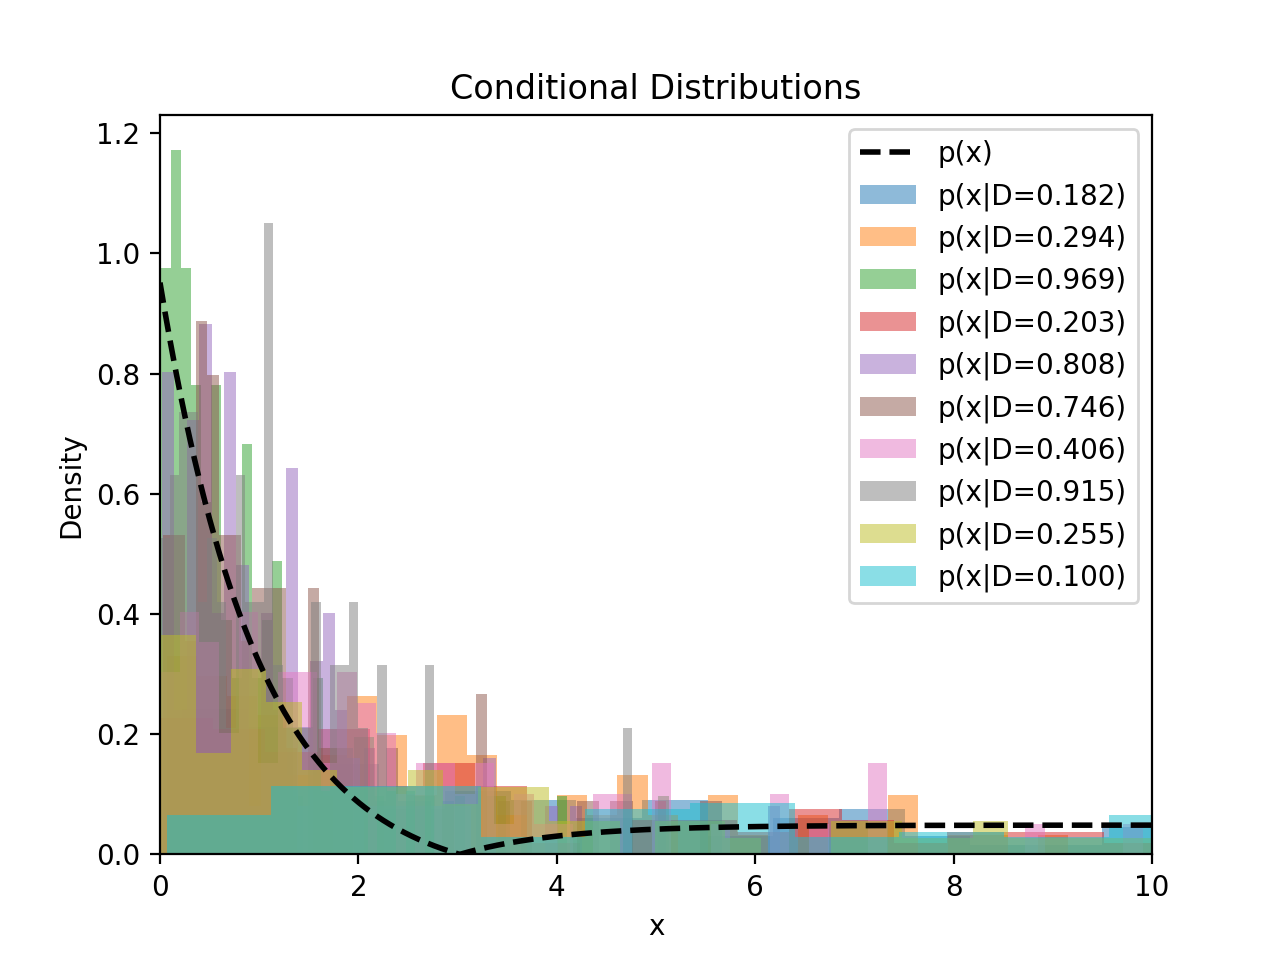 Conditional Distributions
1.2
1.0
0.8
0.6
0.4
0.2
0.0
Density
0 2 4 6 8 10
x
p(x)
p(x|D=0.182)
p(x|D=0.294)
p(x|D=0.969)
p(x|D=0.203)
p(x|D=0.808)
p(x|D=0.746)
p(x|D=0.406)
p(x|D=0.915)
p(x|D=0.255)
p(x|D=0.100)